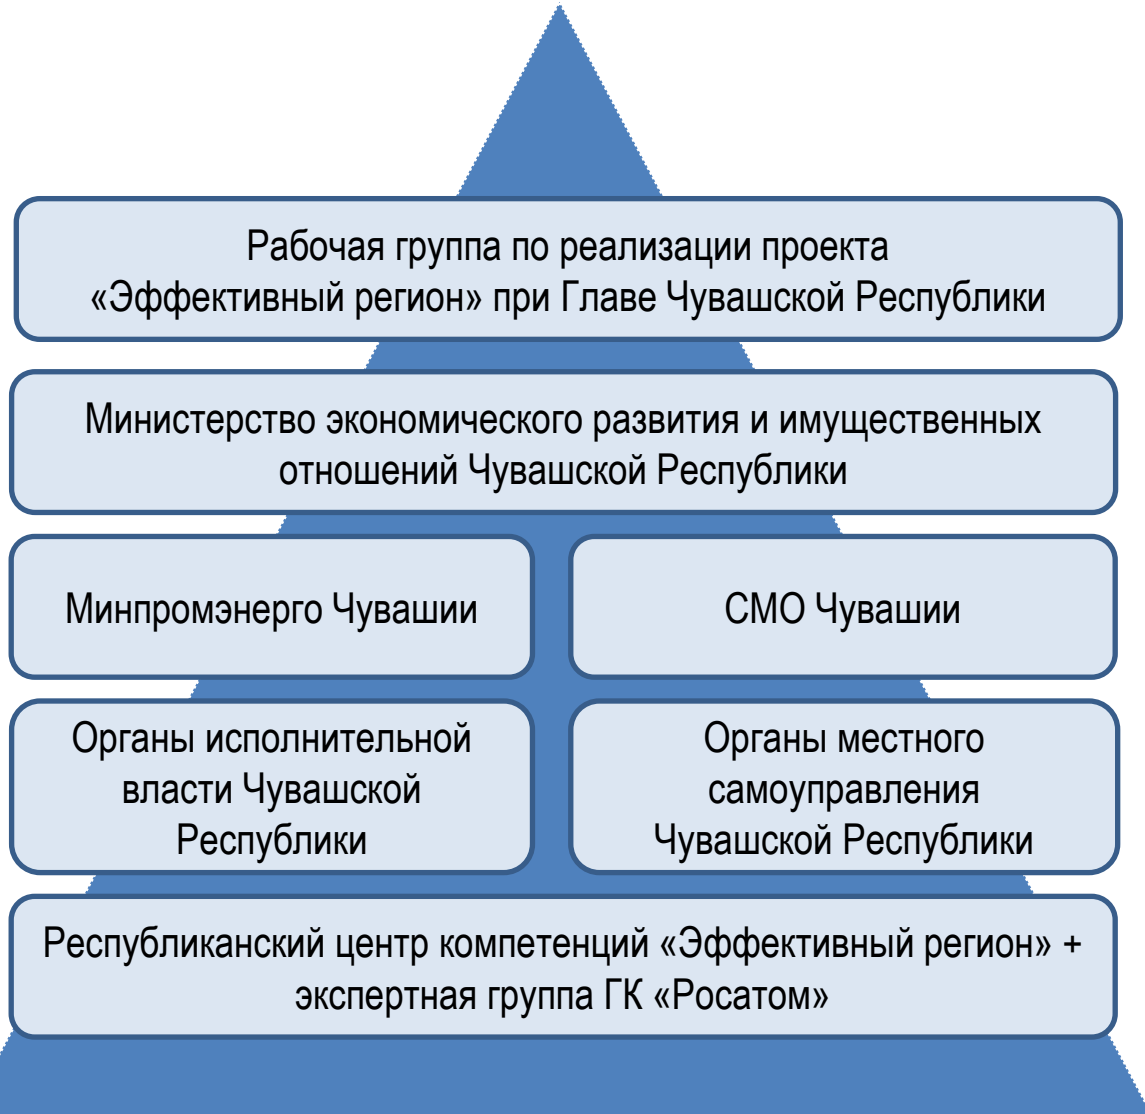 Рабочая группа по реализации проекта
«Эффективный регион» при Главе Чувашской Республики
Министерство экономического развития и имущественных
отношений Чувашской Республики
Минпромэнерго Чувашии
СМО Чувашии
Органы исполнительной
власти Чувашской
Республики
Органы местного
самоуправления
Чувашской Республики
Республиканский центр компетенций «Эффективный регион» +
экспертная группа ГК «Росатом»